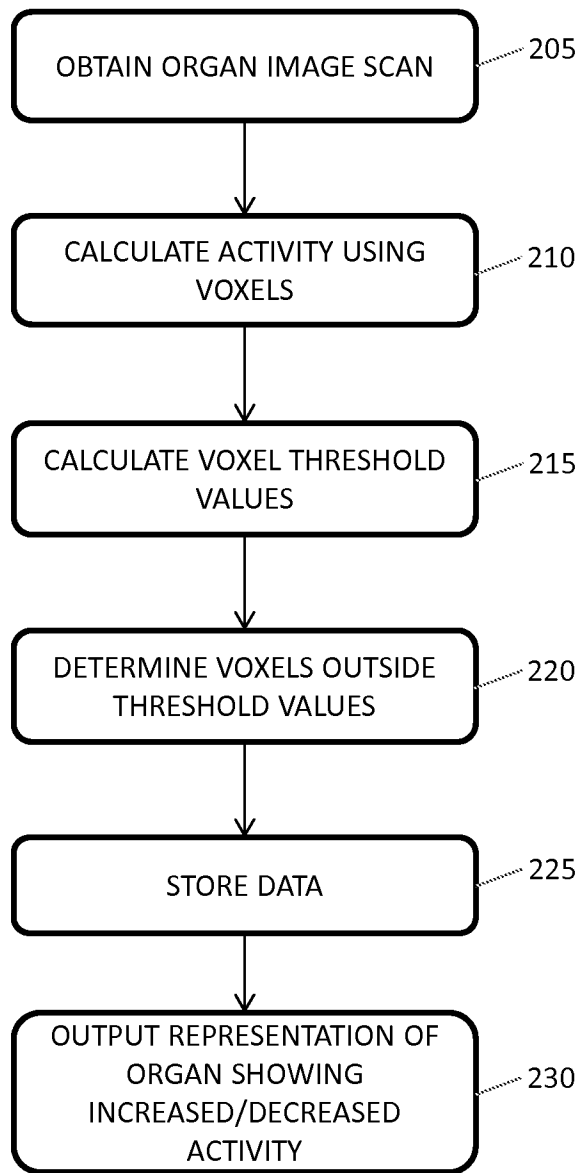 OBTAIN ORGAN IMAGE SCAN
205
CALCULATE ACTIVITY USING
VOXELS
210
CALCULATE VOXEL THRESHOLD
VALUES
215
DETERMINE VOXELS OUTSIDE
THRESHOLD VALUES
220
STORE DATA
225
OUTPUT REPRESENTATION OF
ORGAN SHOWING
INCREASED/DECREASED
ACTIVITY
230